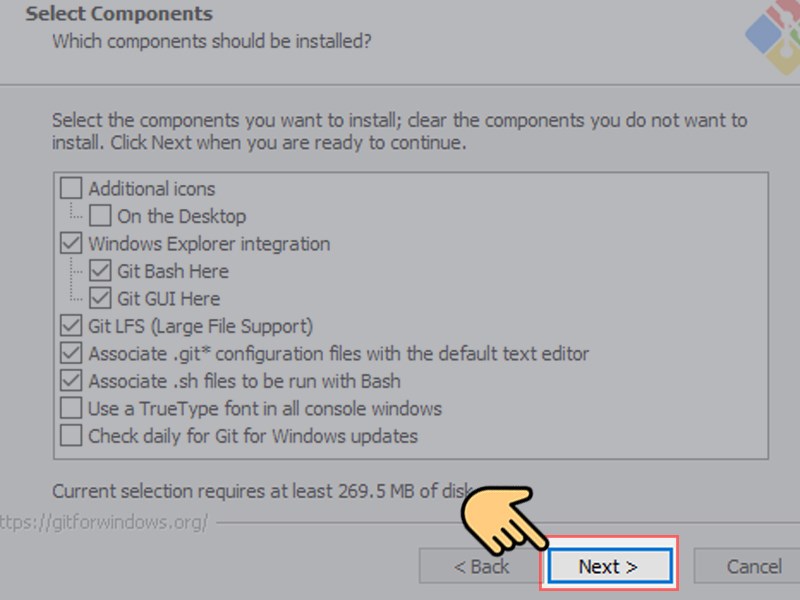 Select Components
Which components should be installed?
Select the components you want to install; clear the components you do not want to
install. Click Next when you are ready to continue.
Additional icons
On the Desktop
Windows Explorer integration
Git Bash Here
Git GUI Here
Git LFS (Large File Support)
Associate .git* configuration files with the default text editor
Associate .sh files to be run with Bash
Use a TrueType font in all console windows
Check daily for Git for Windows updates
Current selection requires at least 269.5 MB of disk
ttps://gitforwindows.org/
< Back
Next >
Cancel